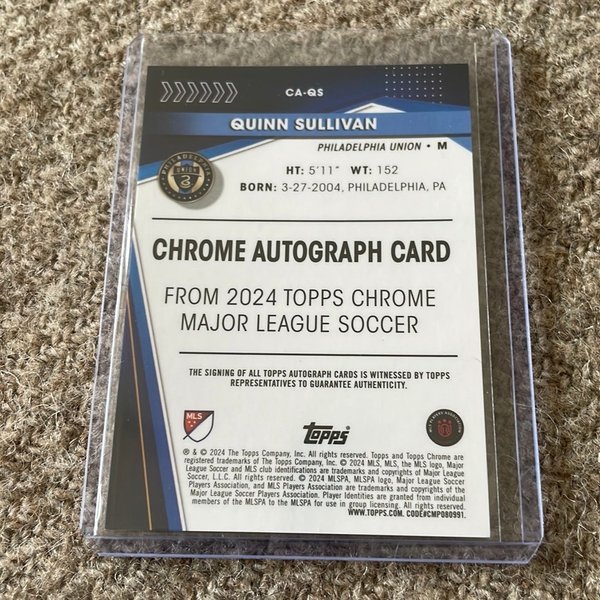 CA-QS
QUINN SULLIVAN
PHILADELPHIA UNION • M
HT: 5'11" WT: 152
BORN: 3-27-2004, PHILADELPHIA, PA
PHILADELPHIA
UNION
CHROME AUTOGRAPH CARD
FROM 2024 TOPPS CHROME
MAJOR LEAGUE SOCCER
THE SIGNING OF ALL TOPPS AUTOGRAPH CARDS IS WITNESSED BY TOPPS
REPRESENTATIVES TO GUARANTEE AUTHENTICITY.
MLS
Topps
® & © 2024 The Topps Company, Inc. All rights reserved. Topps and Topps Chrome are
registered trademarks of The Topps Company, Inc. © 2024 MLS, MLS, the MLS logo, Major
League Soccer and MLS club identifications are trademarks and copyrights of Major League
Soccer, L.L.C. All rights reserved. © 2024 MLSPA, MLSPA logo, Major League Soccer
Players Association, and MLS Players Association are trademarks and copyrights of the
Major League Soccer Players Association. Player Identities are granted from individual
members of the MLSPA to the MLSPA for use in group licensing. All rights reserved.
WWW.TOPPS.COM. CODE#CMP080991.